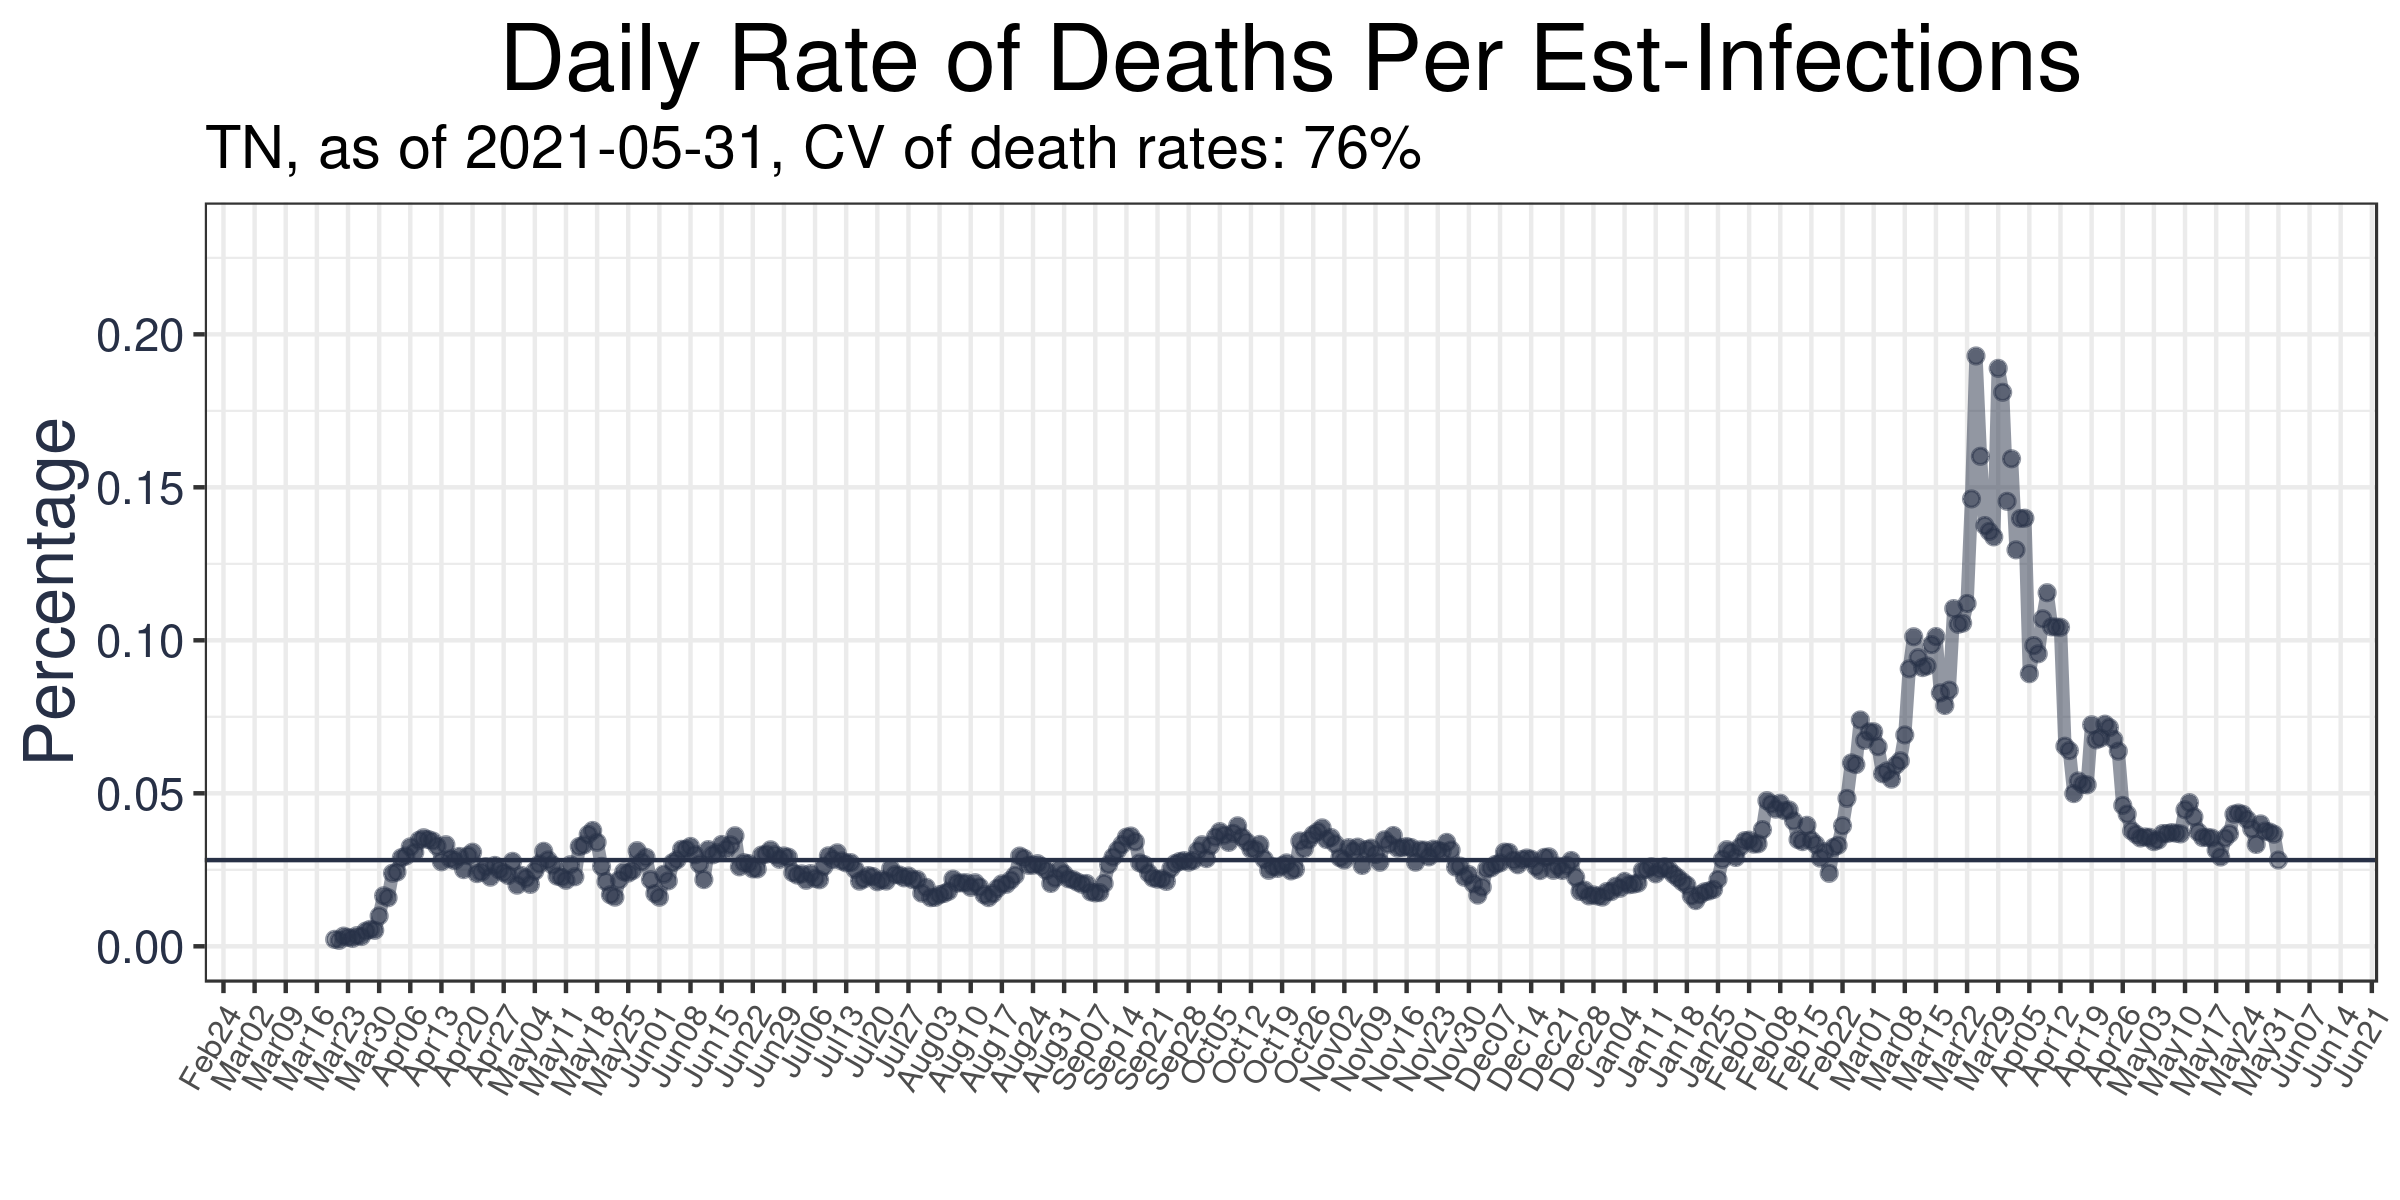 Daily Rate of Deaths Per Est-Infections
TN, as of 2021-05-31, CV of death rates: 76%
Percentage
0.20
0.15
0.10
0.05
0.00
Feb24
Mar02
Mar09
Mar16
Mar23
Mar30
Apr06
Apr13
Apr20
Apr27
May04
May11
May18
May25
Jun01
Jun08
Jun15
Jun22
Jun29
Jul06
Jul13
Jul20
Jul27
Aug03
Aug10
Aug17
Aug24
Aug31
Sep07
Sep14
Sep21
Sep28
Oct05
Oct12
Oct19
Oct26
Nov02
Nov09
Nov16
Nov23
Nov30
Dec07
Dec14
Dec21
Dec28
Jan04
Jan11
Jan18
Jan25
Feb01
Feb08
Feb15
Feb22
Mar01
Mar08
Mar15
Mar22
Mar29
Apr05
Apr12
Apr19
Apr26
May03
May10
May17
May24
May31
Jun07
Jun14
Jun21